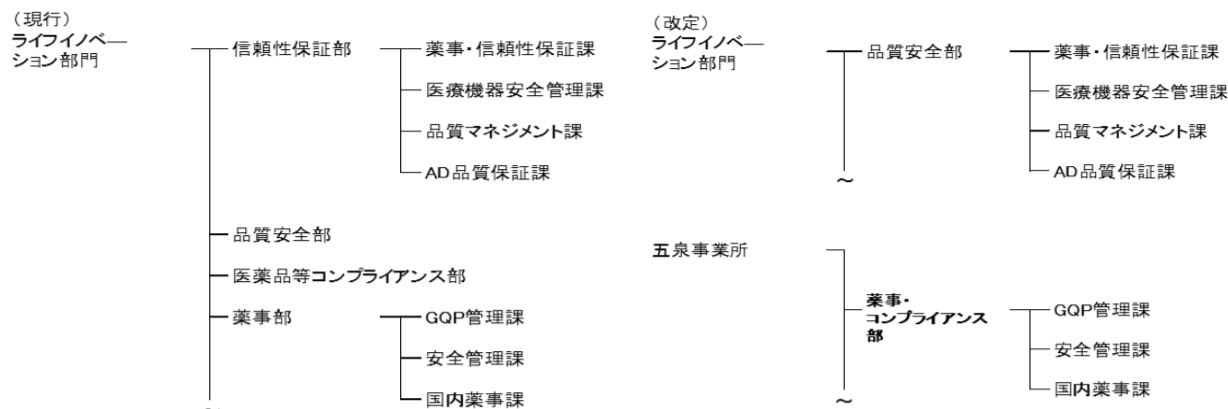 （現行）
ライフイノベー
ション部門
信頼性保証部
薬事・信頼性保証課
医療機器安全管理課
品質マネジメント課
AD品質保証課
品質安全部
医薬品等コンプライアンス部
薬事部
GQP管理課
安全管理課
国内薬事課
（改定）
ライフイノベー
ション部門
品質安全部
薬事・信頼性保証課
医療機器安全管理課
品質マネジメント課
AD品質保証課
～
五泉事業所
薬事・
コンプライアンス
部
GQP管理課
安全管理課
国内薬事課
～